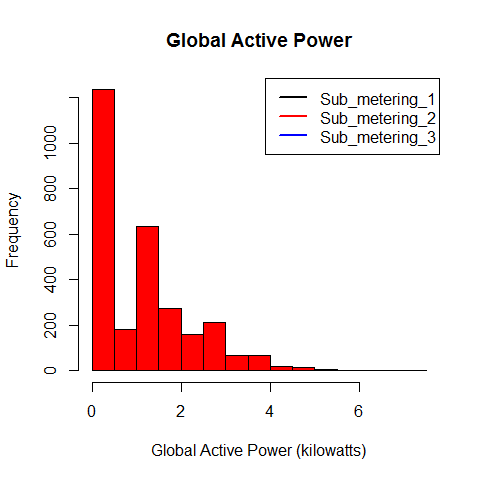 Global Active Power
Sub_metering_1
Sub_metering_2
Sub_metering_3
Frequency
1000
800
600
400
200
0
0 2 4 6
Global Active Power (kilowatts)